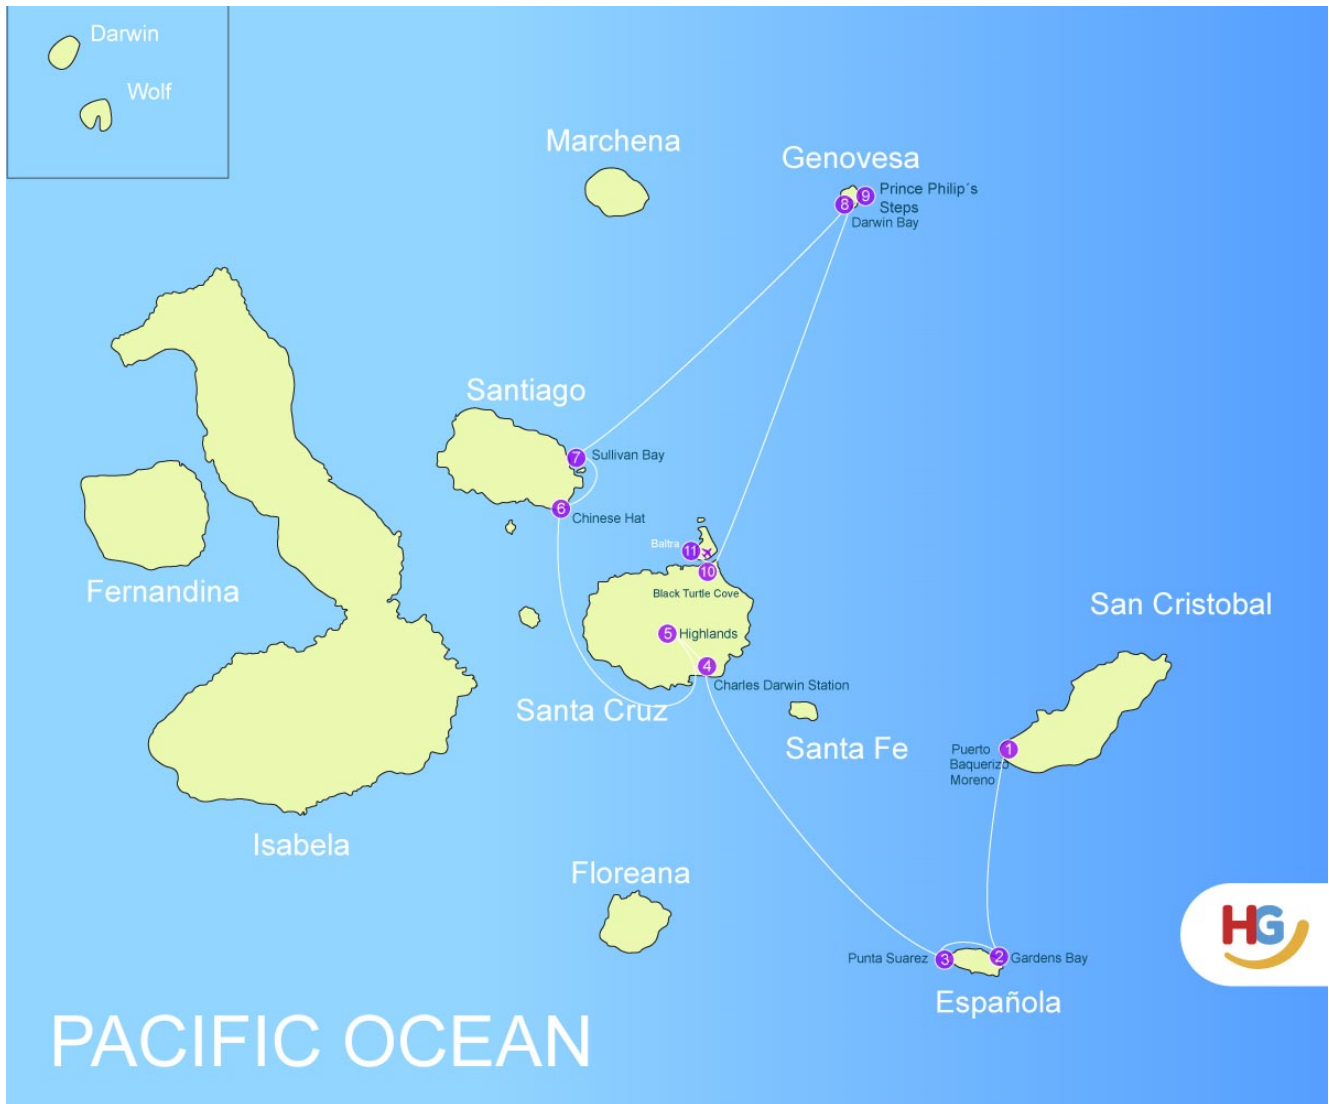 Darwin
Wolf
Marchena
Genovesa
9
Prince Philip´s
Steps
8
Darwin Bay
Santiago
7
Sullivan Bay
6
Chinese Hat
Baltra
11
10
Black Turtle Cove
Fernandina
San Cristobal
5
Highlands
4
Charles Darwin Station
Santa Cruz
Santa Fe
1
Puerto
Baquerizo
Moreno
Isabela
Floreana
HG
Punta Suarez
3
2
Gardens Bay
Española
PACIFIC OCEAN